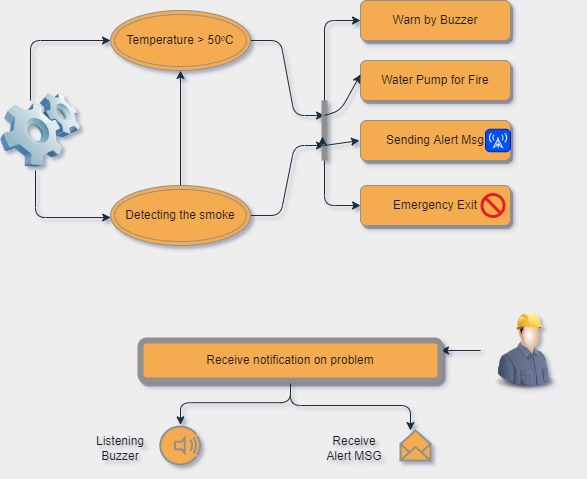 Temperature > 50°C
Warn by Buzzer
Water Pump for Fire
Sending Alert Msg
Detecting the smoke
Emergency Exit
Receive notification on problem
Listening
Buzzer
Receive
Alert MSG